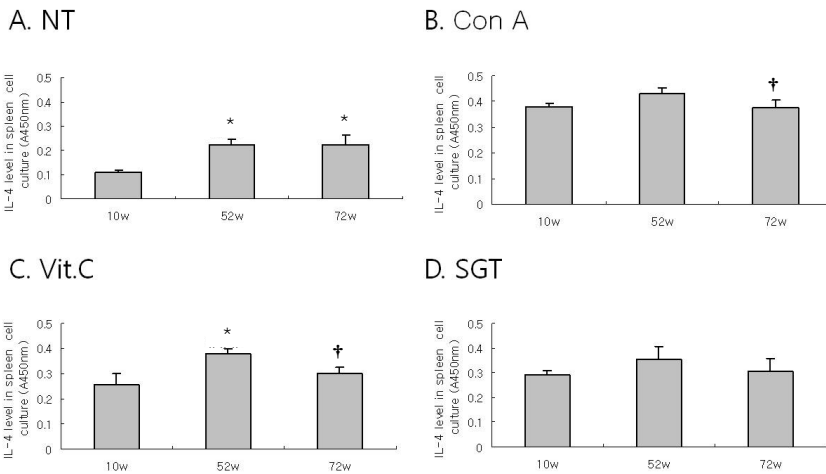 A. NT
IL-4 level in spleen cell
culture (A450nm)
0.5
0.4
0.3
0.2
0.1
0
*
*
10w
52w
72w
B. Con A
IL-4 level in spleen cell
culture (A450nm)
0.5
0.4
0.3
0.2
0.1
0
†
10w
52w
72w
C. Vit.C
IL-4 level in spleen cell
culture (A450nm)
0.5
0.4
0.3
0.2
0.1
0
*
†
10w
52w
72w
D. SGT
IL-4 level in spleen cell
culture (A450nm)
0.5
0.4
0.3
0.2
0.1
0
10w
52w
72w